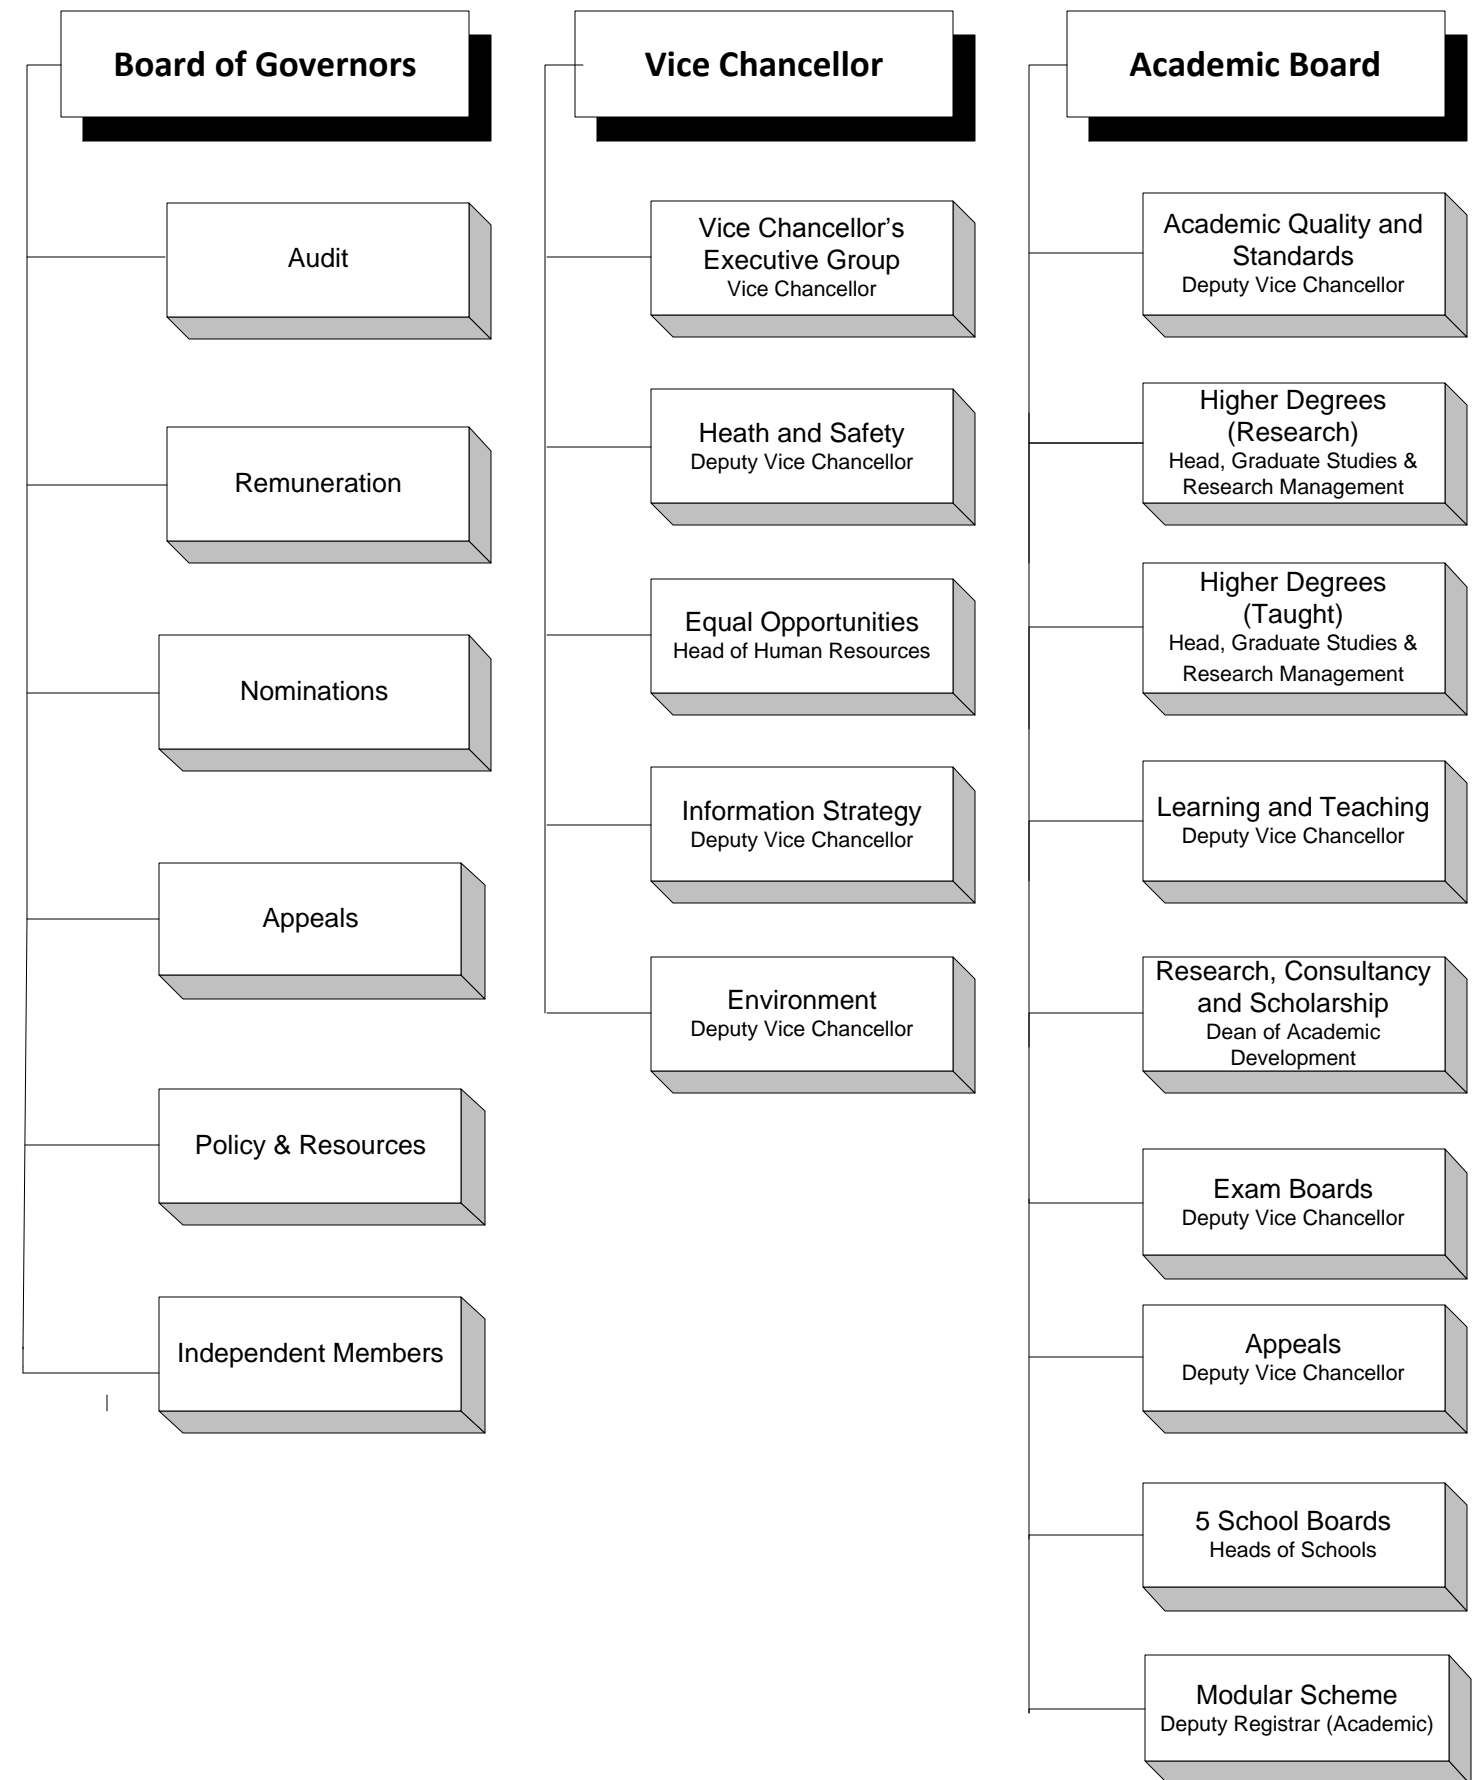 Board of Governors
Audit
Remuneration
Nominations
Appeals
Policy & Resources
Independent Members
Vice Chancellor
Vice Chancellor’s
Executive Group
Vice Chancellor
Heath and Safety
Deputy Vice Chancellor
Equal Opportunities
Head of Human Resources
Information Strategy
Deputy Vice Chancellor
Environment
Deputy Vice Chancellor
Academic Board
Academic Quality and
Standards
Deputy Vice Chancellor
Higher Degrees
(Research)
Head, Graduate Studies &
Research Management
Higher Degrees
(Taught)
Head, Graduate Studies &
Research Management
Learning and Teaching
Deputy Vice Chancellor
Research, Consultancy
and Scholarship
Dean of Academic
Development
Exam Boards
Deputy Vice Chancellor
Appeals
Deputy Vice Chancellor
5 School Boards
Heads of Schools
Modular Scheme
Deputy Registrar (Academic)